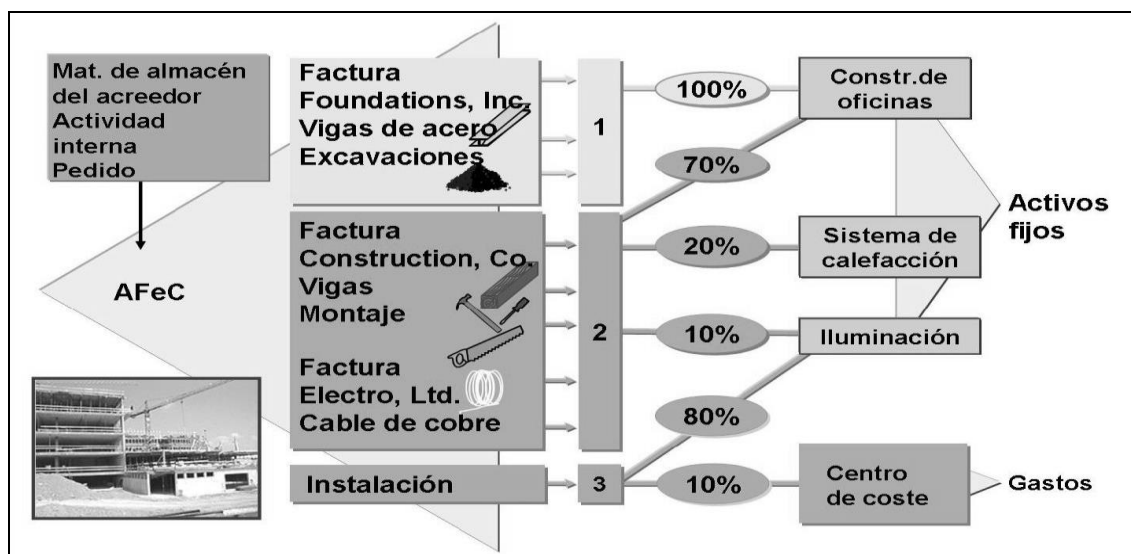 Mat. de almacén
del acreedor
Actividad
interna
Pedido
AFeC
Factura
Foundations, Inc.
Vigas de acero
Excavaciones
1
100%
Constr.de
oficinas
70%
Factura
Construction, Co.
Vigas
Montaje
Factura
Electro, Ltd.
Cable de cobre
2
20%
Sistema de
calefacción
10%
Iluminación
Activos
fijos
80%
Instalación
3
10%
Centro
de coste
Gastos